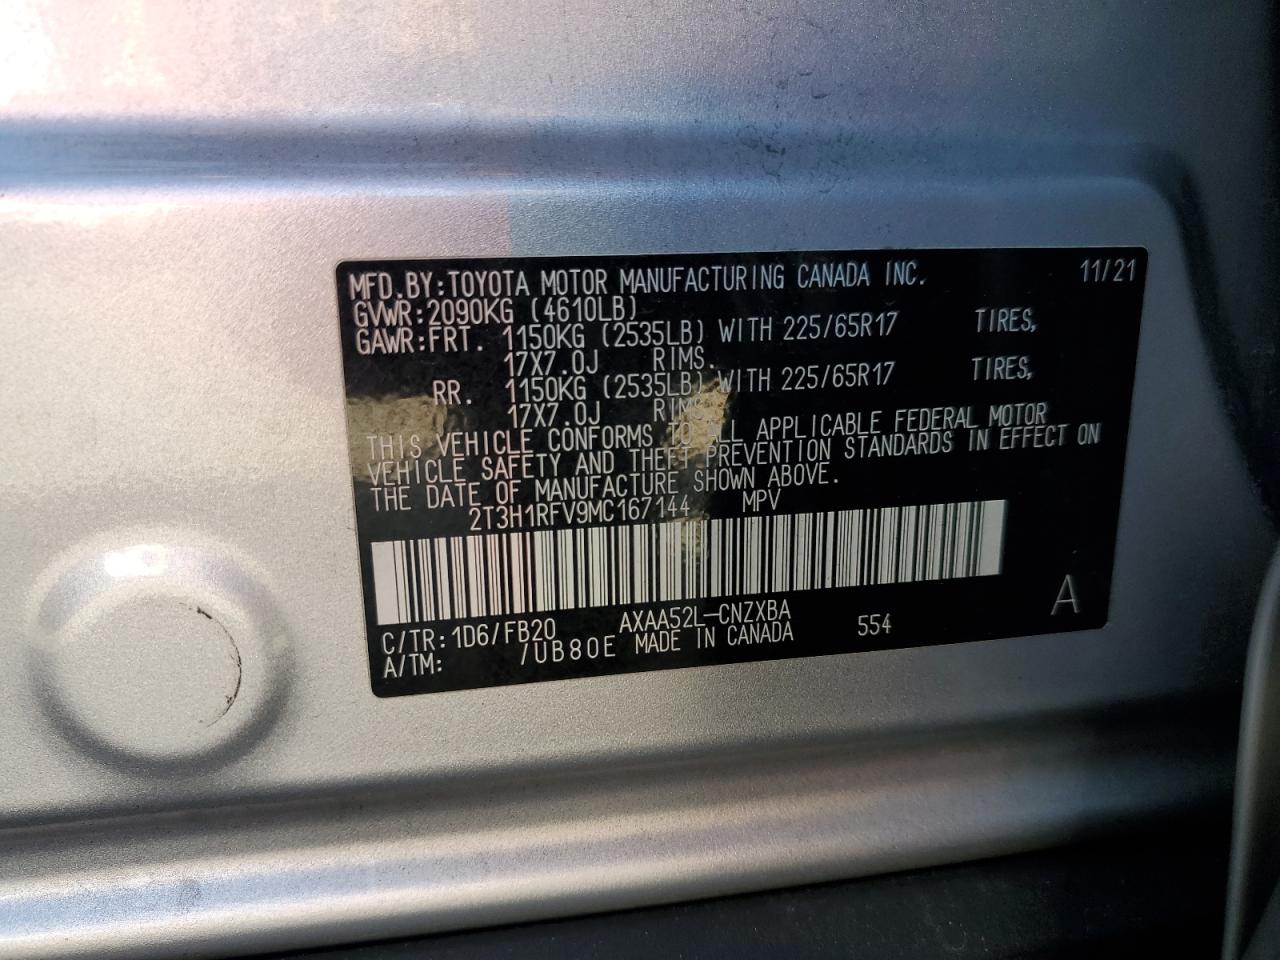 MFD.BY:TOYOTA MOTOR MANUFACTURING CANADA INC. 11/21
GVWR:2090KG (4610LB)
GAWR:FRT. 1150KG (2535LB) WITH 225/65R17 TIRES,
17X7.0J RIMS.
RR. 1150KG (2535LB) WITH 225/65R17 TIRES,
17X7.0J RIMS.
THIS VEHICLE CONFORMS TO ALL APPLICABLE FEDERAL MOTOR
VEHICLE SAFETY AND THEFT PREVENTION STANDARDS IN EFFECT ON
THE DATE OF MANUFACTURE SHOWN ABOVE.
2T3H1RFV9MC167144 MPV
A
C/TR:1D6/FB20 AXAA52L-CNZXBA 554
A/TM: /UB80E MADE IN CANADA